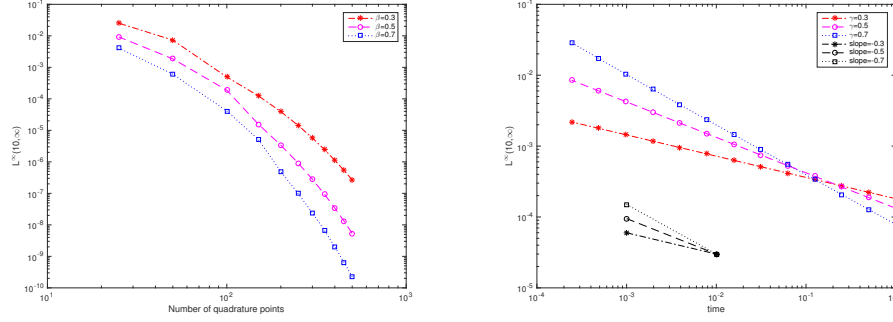 10^-1
10^-2
10^-3
10^-4
10^-5
10^-6
10^-7
10^-8
10^-9
10^-10
L^∞(10,∞)
10^1
10^2
10^3
Number of quadrature points
β=0.3
β=0.5
β=0.7
10^-1
10^-2
10^-3
10^-4
10^-5
L^∞(10,∞)
10^-4
10^-3
10^-2
10^-1
10^0
time
γ=0.3
γ=0.5
γ=0.7
slope=-0.3
slope=-0.5
slope=-0.7